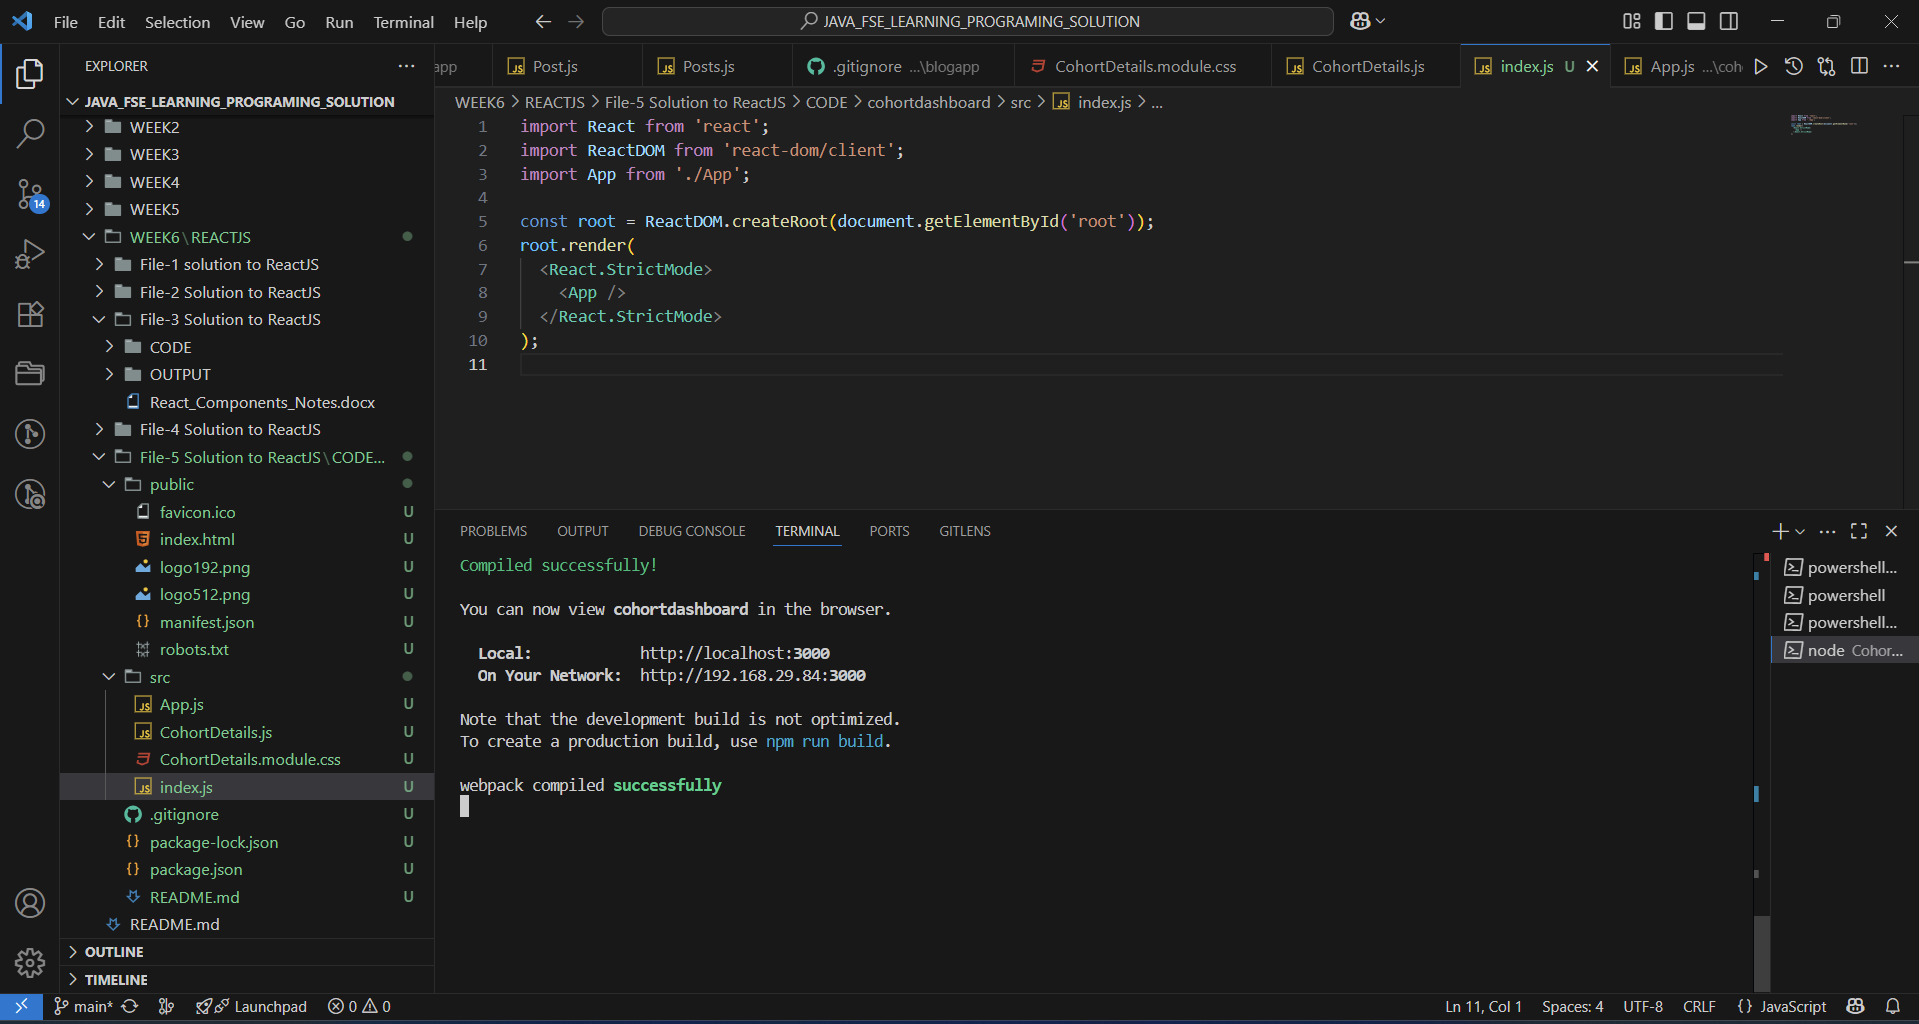 File Edit Selection View Go Run Terminal Help
JAVA_FSE_LEARNING_PROGRAMING_SOLUTION
EXPLORER
JAVA_FSE_LEARNING_PROGRAMING_SOLUTION
WEEK2
WEEK3
WEEK4
WEEK5
WEEK6\REACTJS
File-1 solution to ReactJS
File-2 Solution to ReactJS
File-3 Solution to ReactJS
CODE
OUTPUT
React_Components_Notes.docx
File-4 Solution to ReactJS
File-5 Solution to ReactJS\CODE...
public
favicon.ico U
index.html U
logo192.png U
logo512.png U
manifest.json U
robots.txt U
src
App.js U
CohortDetails.js U
CohortDetails.module.css U
index.js U
.gitignore U
package-lock.json U
package.json U
README.md U
README.md
OUTLINE
TIMELINE
14
app Post.js Posts.js .gitignore ...\blogapp CohortDetails.module.css CohortDetails.js index.js U App.js ...\coh
WEEK6 > REACTJS > File-5 Solution to ReactJS > CODE > cohortdashboard > src > index.js > ...
1 import React from 'react';
2 import ReactDOM from 'react-dom/client';
3 import App from './App';
4
5 const root = ReactDOM.createRoot(document.getElementById('root'));
6 root.render(
7 <React.StrictMode>
8 <App />
9 </React.StrictMode>
10 );
11
PROBLEMS OUTPUT DEBUG CONSOLE TERMINAL PORTS GITLENS
Compiled successfully!
You can now view cohortdashboard in the browser.
Local: http://localhost:3000
On Your Network: http://192.168.29.84:3000
Note that the development build is not optimized.
To create a production build, use npm run build.
webpack compiled successfully
powershell...
powershell
powershell...
node Cohor...
main* Launchpad 0 0 Ln 11, Col 1 Spaces: 4 UTF-8 CRLF {} JavaScript